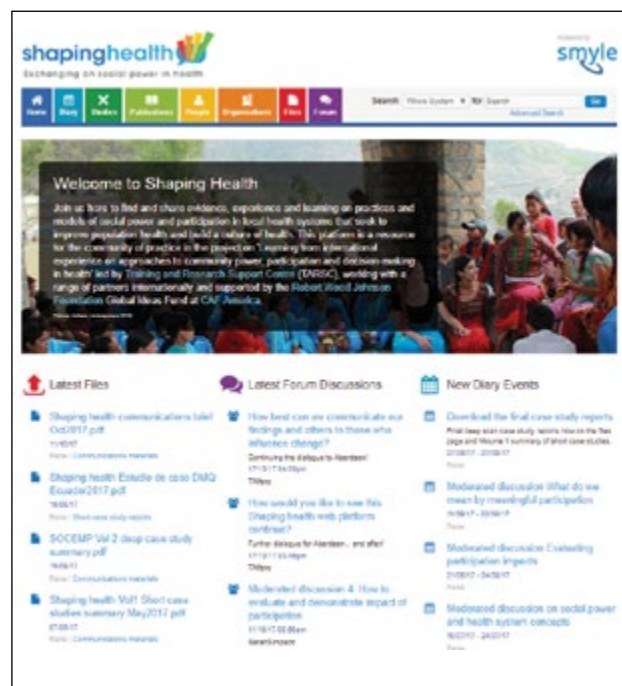 shapinghealth
Exchanging on social power in health
smyle
Home Diary Studies Publications People Organisations Files Forum
Search Whole System for Search Go
Advanced Search
Welcome to Shaping Health
Join us here to find and share evidence, experience and learning on practices and
models of social power and participation in local health systems that seek to
improve population health and build a culture of health. This platform is a resource
for the community of practice in the project on 'Learning from international
experience on approaches to community power, participation and decision-making
in health' led by Training and Research Support Centre (TARSC), working with a
range of partners internationally and supported by the Robert Wood Johnson
Foundation Global Ideas Fund at CAF America.
Latest Files
Shaping health communications brief
Oct2017.pdf
Communications materials
Shaping health Estudio de caso DMQ
Ecuador2017.pdf
Short case study reports
SOCEMP Vol 2 deep case study
summary.pdf
Communications materials
Shaping health Vol1 Short case
studies summary May2017.pdf
Communications materials
Latest Forum Discussions
How best can we communicate our
findings and others to those who
influence change?
Continuing the dialogue to Aberdeen!
How would you like to see this
Shaping health web platform
continue?
Further dialogue for Aberdeen... and after!
Moderated discussion 4: How to
evaluate and demonstrate impact of
participation
New Diary Events
Download the final case study reports
Moderated discussion What do we
mean by meaningful participation
Moderated discussion Evaluating
participation impacts
Moderated discussion on social power
and health system concepts